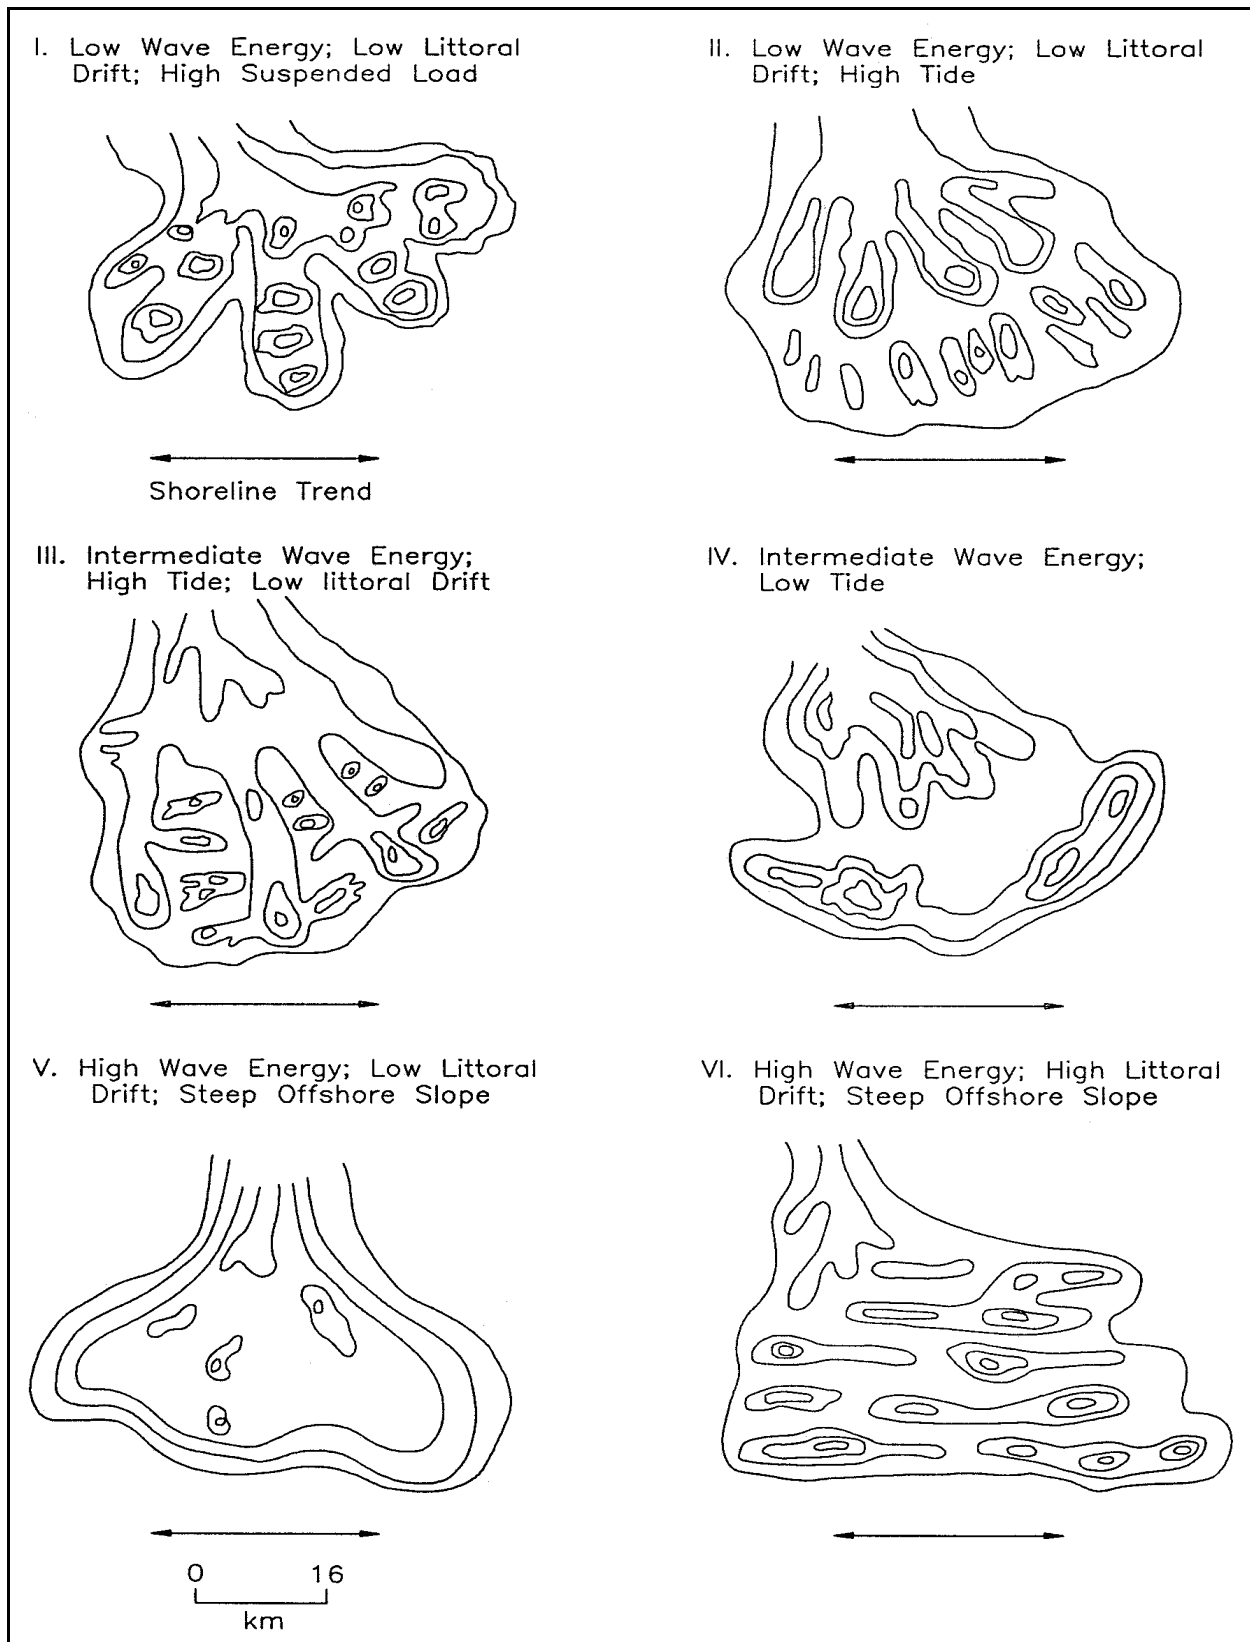 I. Low Wave Energy; Low Littoral
Drift; High Suspended Load
II. Low Wave Energy; Low Littoral
Drift; High Tide
Shoreline Trend
III. Intermediate Wave Energy;
High Tide; Low littoral Drift
IV. Intermediate Wave Energy;
Low Tide
V. High Wave Energy; Low Littoral
Drift; Steep Offshore Slope
VI. High Wave Energy; High Littoral
Drift; Steep Offshore Slope
0 16
km